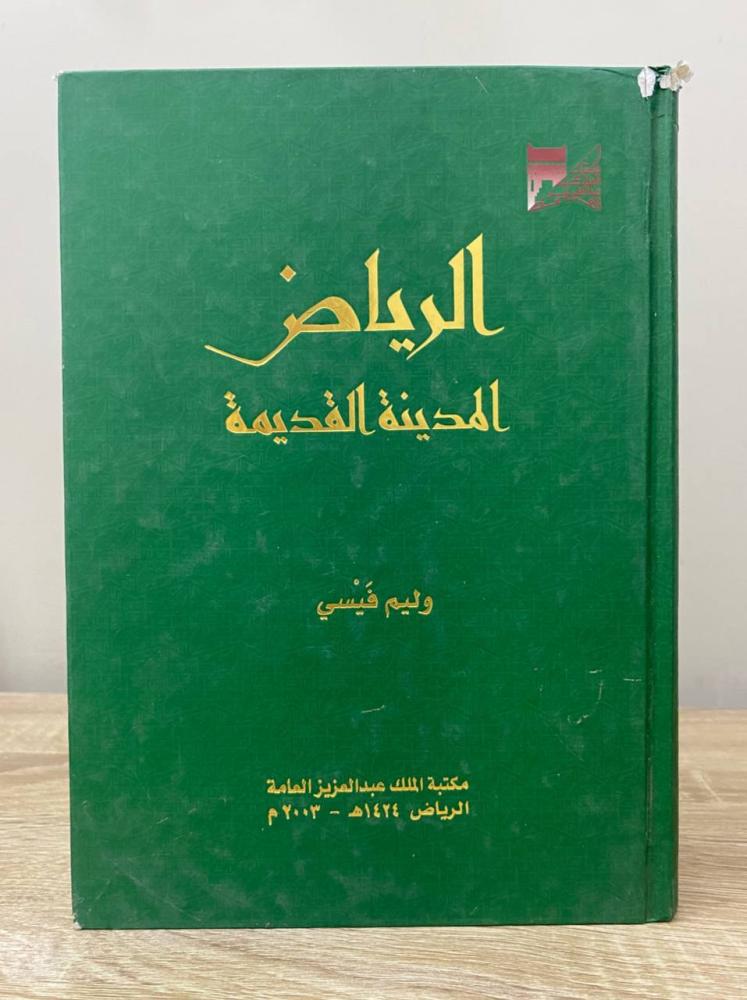 الرياض
المدينة القديمة
وليم فَيْسي
مكتبة الملك عبدالعزيز العامة
الرياض ١٤٢٤هـ - ٢٠٠٣م